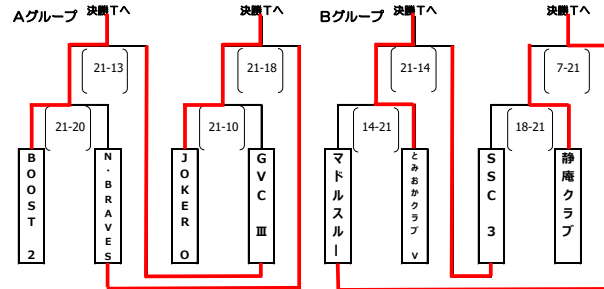 Aグループ
決勝Tへ
決勝Tへ
Bグループ
決勝Tへ
決勝Tへ
21-13
21-18
21-14
7-21
21-20
21-10
14-21
18-21
BOOST 2
N・BRAVES
JOKER O
GVC Ⅲ
マドルスルー
とみおかクラブ V
SSC 3
静庵クラブ